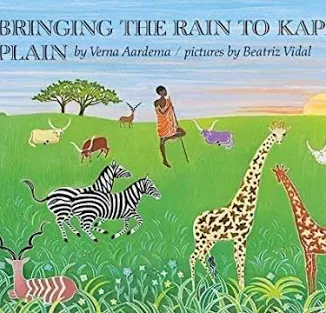 BRINGING THE RAIN TO KAP
PLAIN by Verna Aardema / pictures by Beatriz Vidal